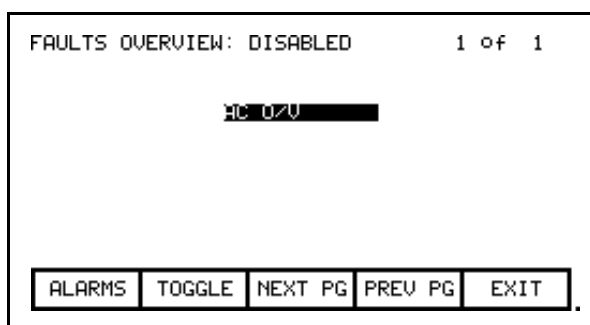 FAULTS OVERVIEW: DISABLED 1 of 1
AC O/V
ALARMS TOGGLE NEXT PG PREV PG EXIT